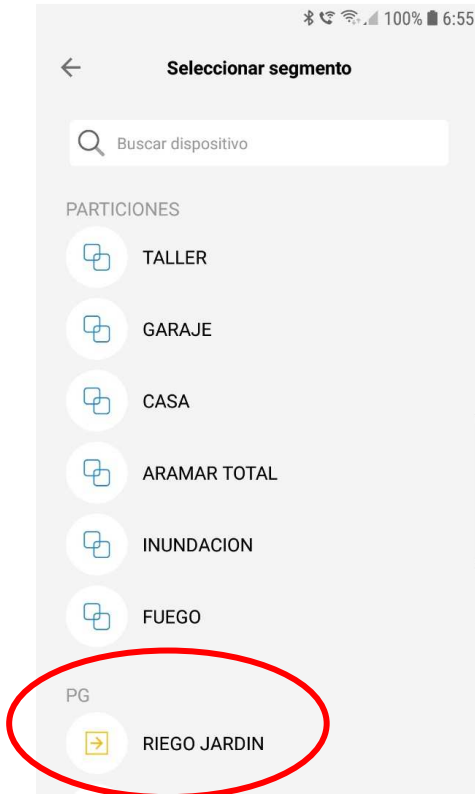 100% 6:55
Seleccionar segmento
Buscar dispositivo
PARTICIONES
TALLER
GARAJE
CASA
ARAMAR TOTAL
INUNDACION
FUEGO
PG
RIEGO JARDIN